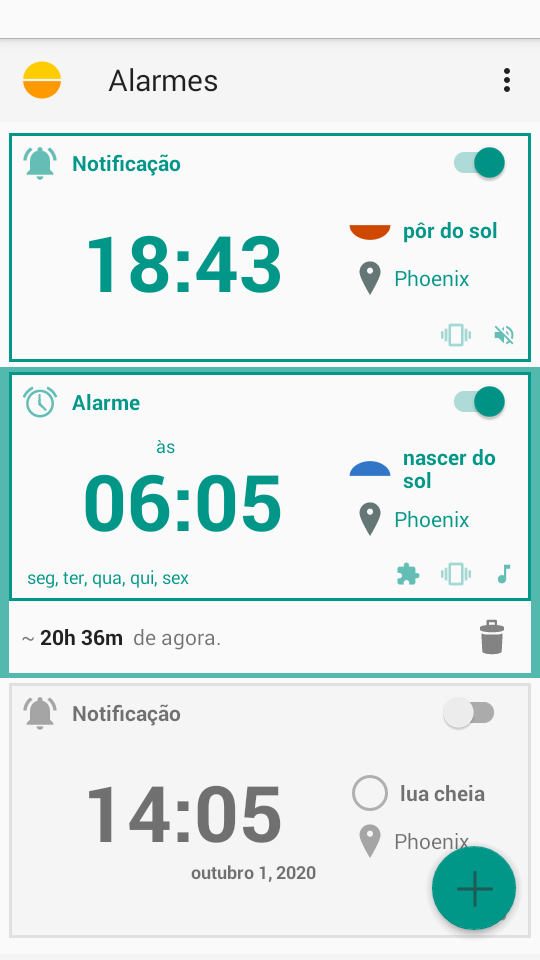 Alarmes
Notificação
18:43
pôr do sol
Phoenix
Alarme
às
06:05
nascer do
sol
Phoenix
seg, ter, qua, qui, sex
~ 20h 36m de agora.
Notificação
14:05
lua cheia
Phoenix
outubro 1, 2020